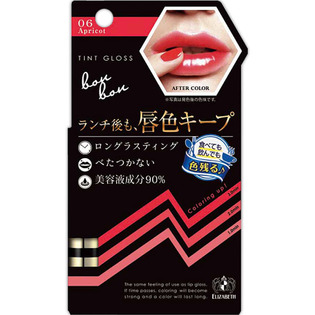 06
Apricot
TINT GLOSS
bon
bon
AFTER COLOR
※写真は発色後の色味です。
ランチ後も、唇色キープ
ロングラスティング
べたつかない
美容液成分90%
食べても
飲んでも
色残る♪
Coloring up!
The same feeling of use as lip gloss,
If time passes, coloring will become
strong and a color will last long.
ELIZABETH